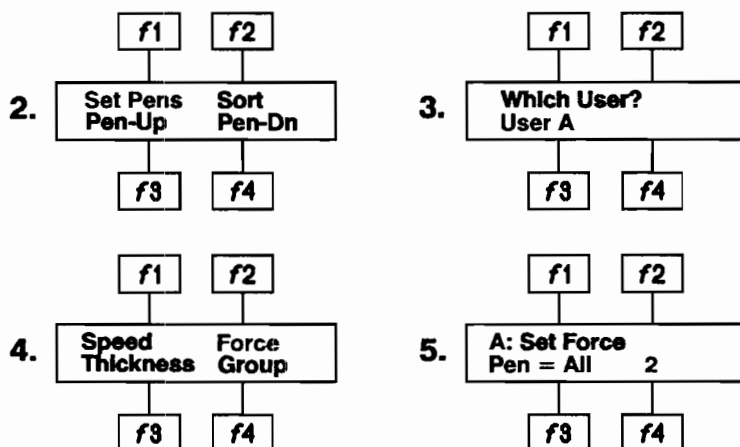 f1 f2
2. Set Pens Sort
Pen-Up Pen-Dn
f3 f4
f1 f2
3. Which User?
User A
f3 f4
f1 f2
4. Speed Force
Thickness Group
f3 f4
f1 f2
5. A: Set Force
Pen = All 2
f3 f4